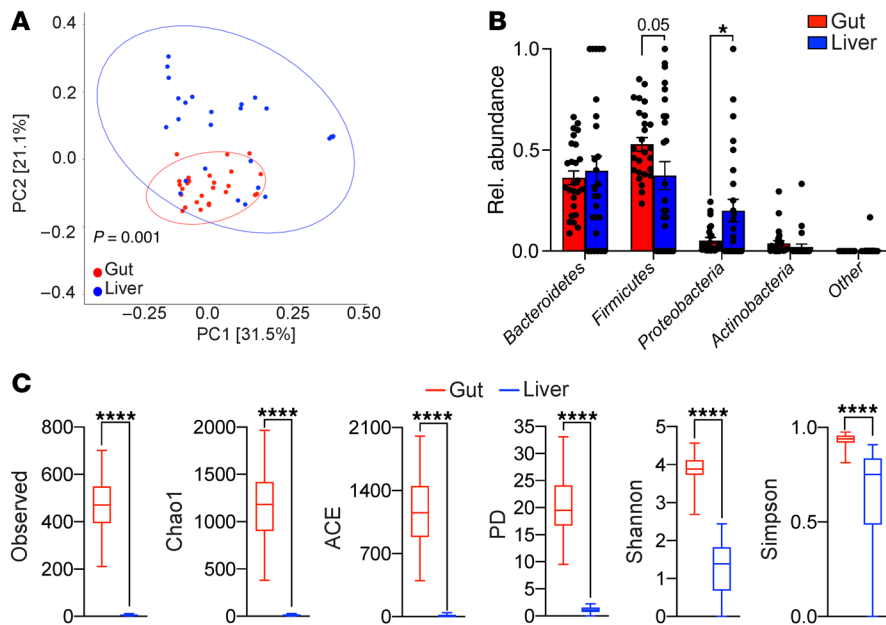 A
0.4
0.2
0.0
−0.2
−0.4
PC2 [21.1%]
P = 0.001
Gut
Liver
−0.25
0.0
0.25
0.50
PC1 [31.5%]
B
Gut
Liver
0.05
*
1.0
0.5
0.0
Rel. abundance
Bacteroidetes
Firmicutes
Proteobacteria
Actinobacteria
Other
C
Gut
Liver
****
800
600
400
200
0
Observed
****
2000
1500
1000
500
0
Chao1
****
2100
1400
700
0
ACE
****
35
30
25
20
15
10
5
0
PD
****
5
4
3
2
1
0
Shannon
****
1.0
0.5
0.0
Simpson